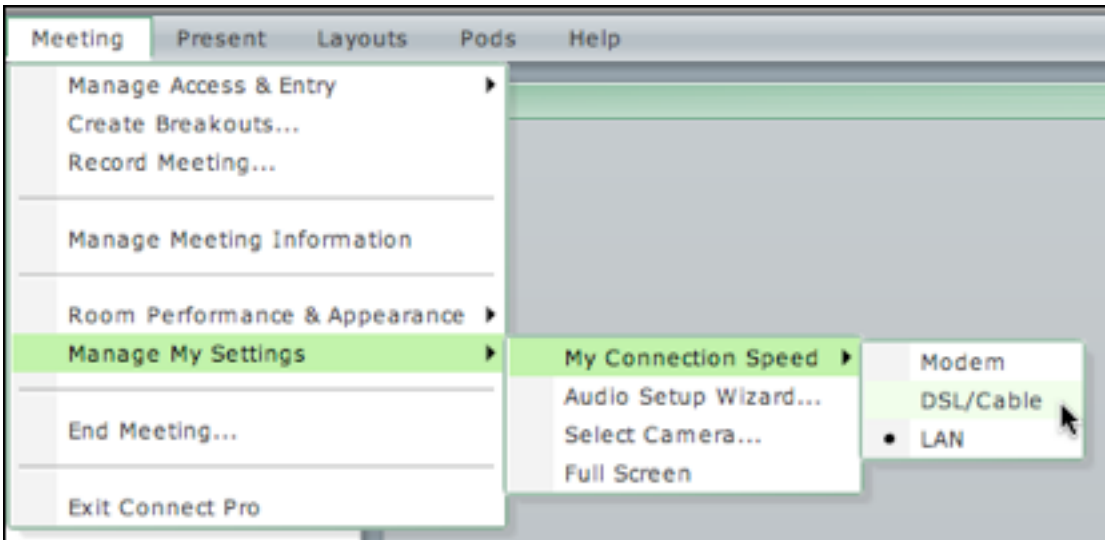 Meeting Present Layouts Pods Help
Manage Access & Entry
Create Breakouts...
Record Meeting...
Manage Meeting Information
Room Performance & Appearance
Manage My Settings
End Meeting...
Exit Connect Pro
My Connection Speed
Audio Setup Wizard...
Select Camera...
Full Screen
Modem
DSL/Cable
LAN